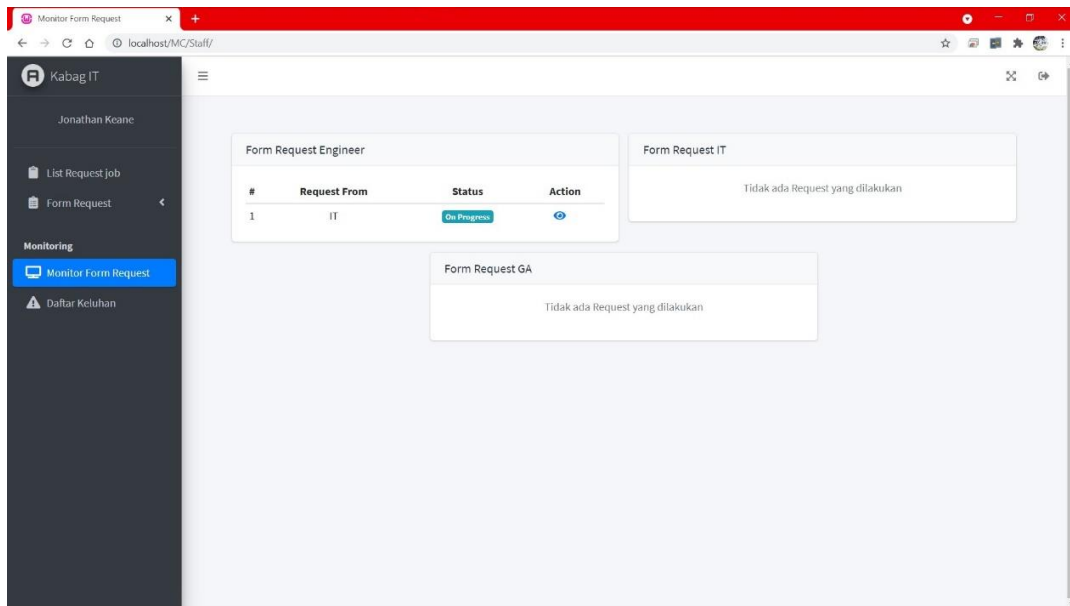 Monitor Form Request
localhost/MC/Staff/
Kabag IT
Jonathan Keane
List Request job
Form Request
Monitoring
Monitor Form Request
Daftar Keluhan
Form Request Engineer
# Request From Status Action
1 IT On Progress
Form Request IT
Tidak ada Request yang dilakukan
Form Request GA
Tidak ada Request yang dilakukan